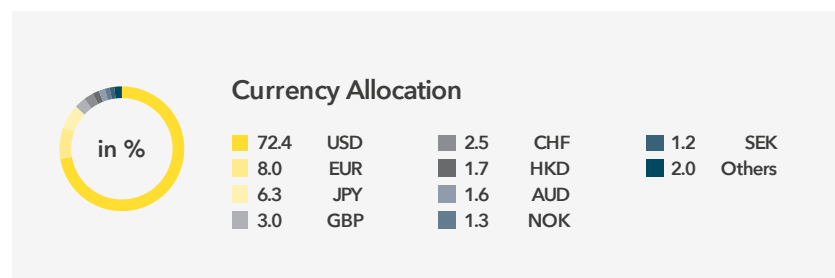 Currency Allocation
in %
72.4 USD
8.0 EUR
6.3 JPY
3.0 GBP
2.5 CHF
1.7 HKD
1.6 AUD
1.3 NOK
1.2 SEK
2.0 Others